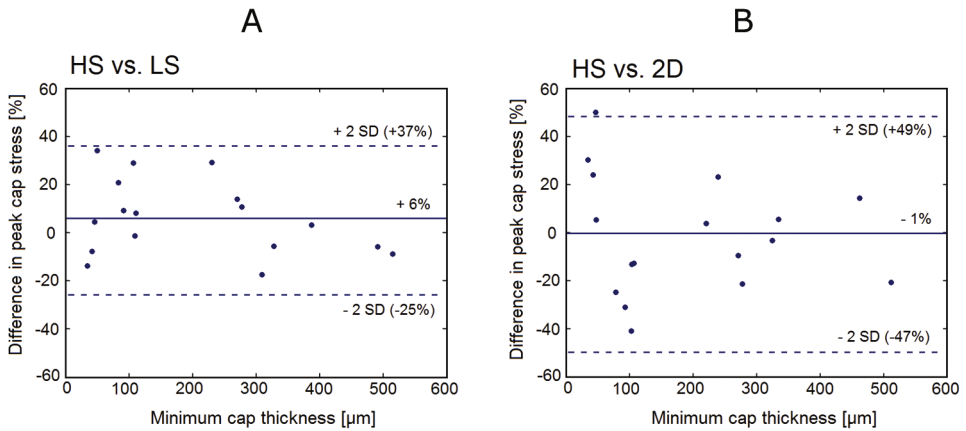 A
HS vs. LS
Difference in peak cap stress [%]
60
40
20
0
-20
-40
-60
+ 2 SD (+37%)
+ 6%
- 2 SD (-25%)
0 100 200 300 400 500 600
Minimum cap thickness [µm]
B
HS vs. 2D
Difference in peak cap stress [%]
60
40
20
0
-20
-40
-60
+ 2 SD (+49%)
- 1%
- 2 SD (-47%)
0 100 200 300 400 500 600
Minimum cap thickness [µm]